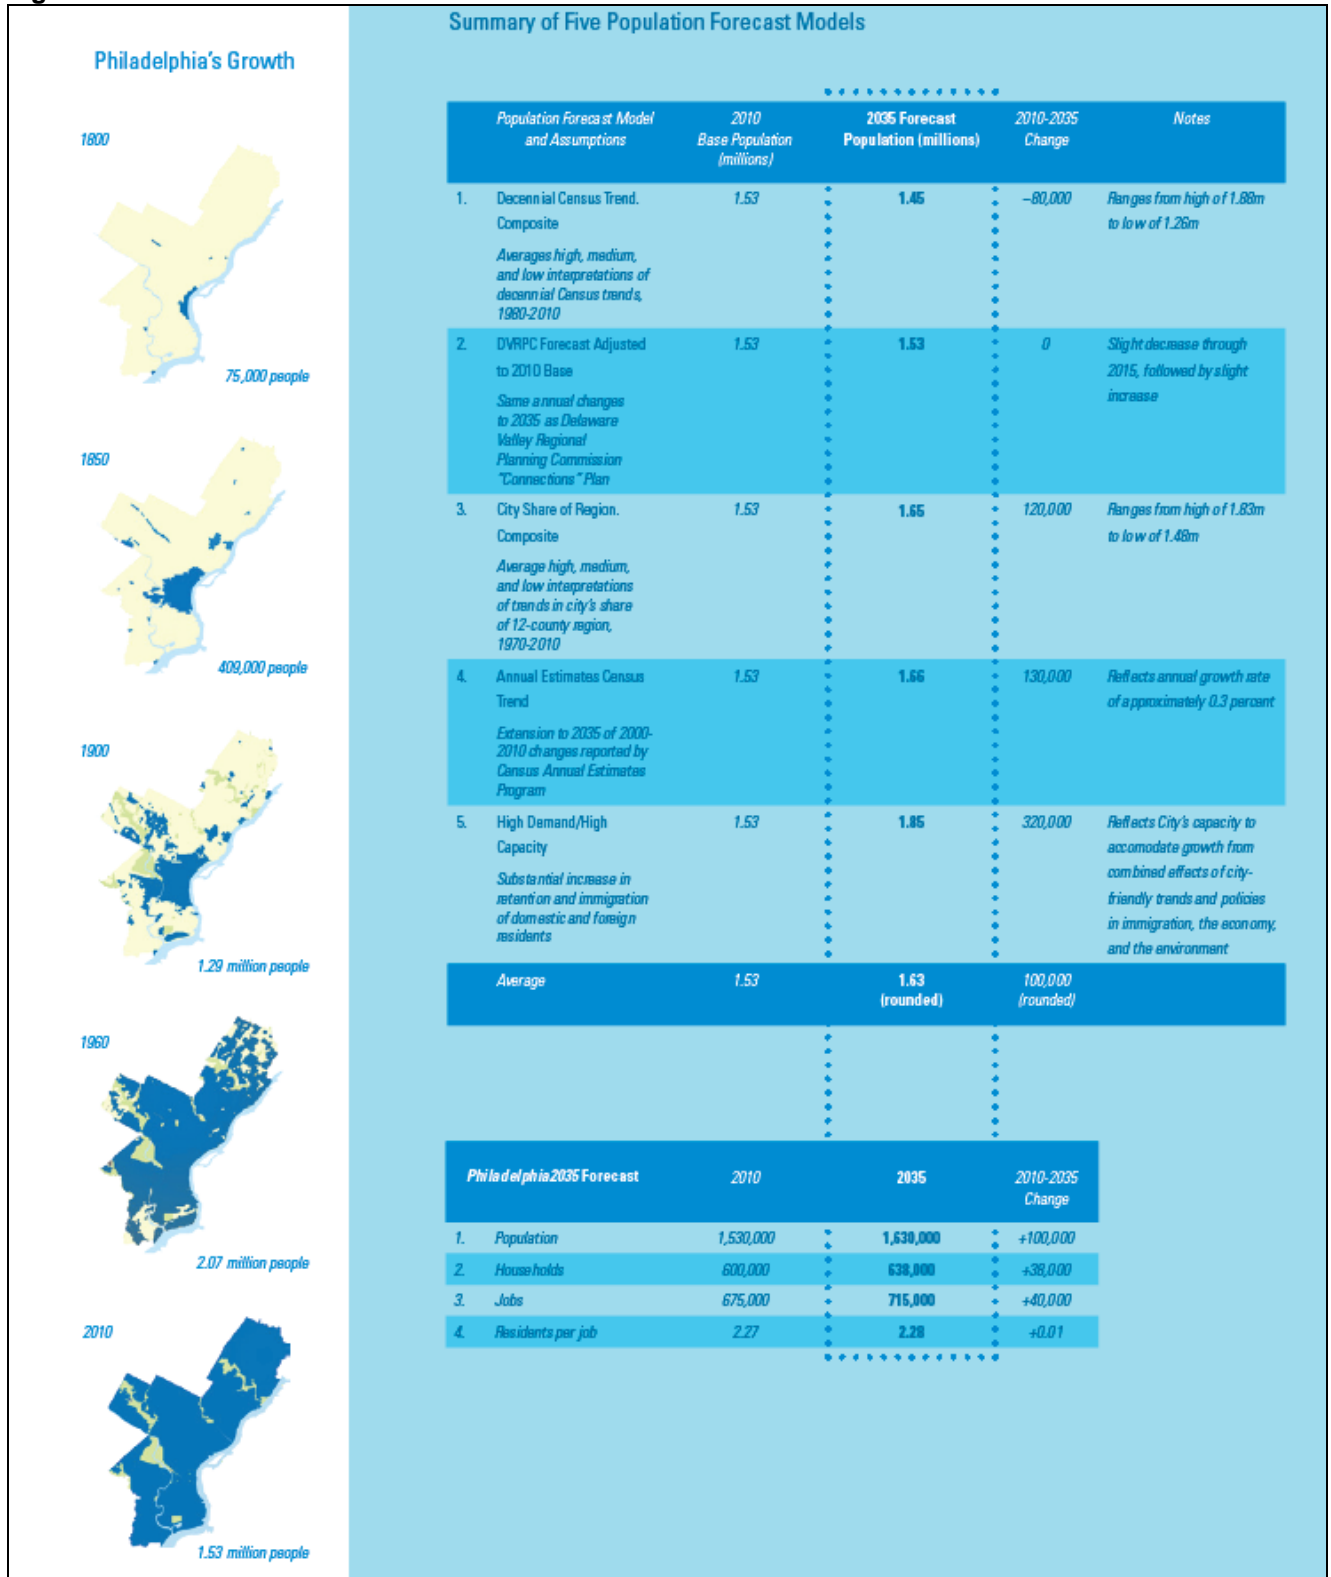 Summary of Five Population Forecast Models
Philadelphia's Growth
1800
75,000 people
1850
409,000 people
1900
1.29 million people
1960
2.07 million people
2010
1.53 million people
Population Forecast Model
and Assumptions
2010
Base Population
(millions)
2035 Forecast
Population (millions)
2010-2035
Change
Notes
1. Decennial Census Trend.
Composite
Averages high, medium,
and low interpretations of
decennial Census trends,
1980-2010
1.53
1.45
–80,000
Ranges from high of 1.88m
to low of 1.26m
2. DVRPC Forecast Adjusted
to 2010 Base
Same annual changes
to 2035 as Delaware
Valley Regional
Planning Commission
"Connections" Plan
1.53
1.53
0
Slight decrease through
2015, followed by slight
increase
3. City Share of Region.
Composite
Average high, medium,
and low interpretations
of trends in city's share
of 12-county region,
1970-2010
1.53
1.65
120,000
Ranges from high of 1.83m
to low of 1.48m
4. Annual Estimates Census
Trend
Extension to 2035 of 2000-
2010 changes reported by
Census Annual Estimates
Program
1.53
1.66
130,000
Reflects annual growth rate
of approximately 0.3 percent
5. High Demand/High
Capacity
Substantial increase in
retention and immigration
of domestic and foreign
residents
1.53
1.85
320,000
Reflects City's capacity to
accomodate growth from
combined effects of city-
friendly trends and policies
in immigration, the economy,
and the environment
Average
1.53
1.63
(rounded)
100,000
(rounded)
Philadelphia2035 Forecast
2010
2035
2010-2035
Change
1. Population 1,530,000 1,630,000 +100,000
2. Households 600,000 638,000 +38,000
3. Jobs 675,000 715,000 +40,000
4. Residents per job 2.27 2.28 +0.01